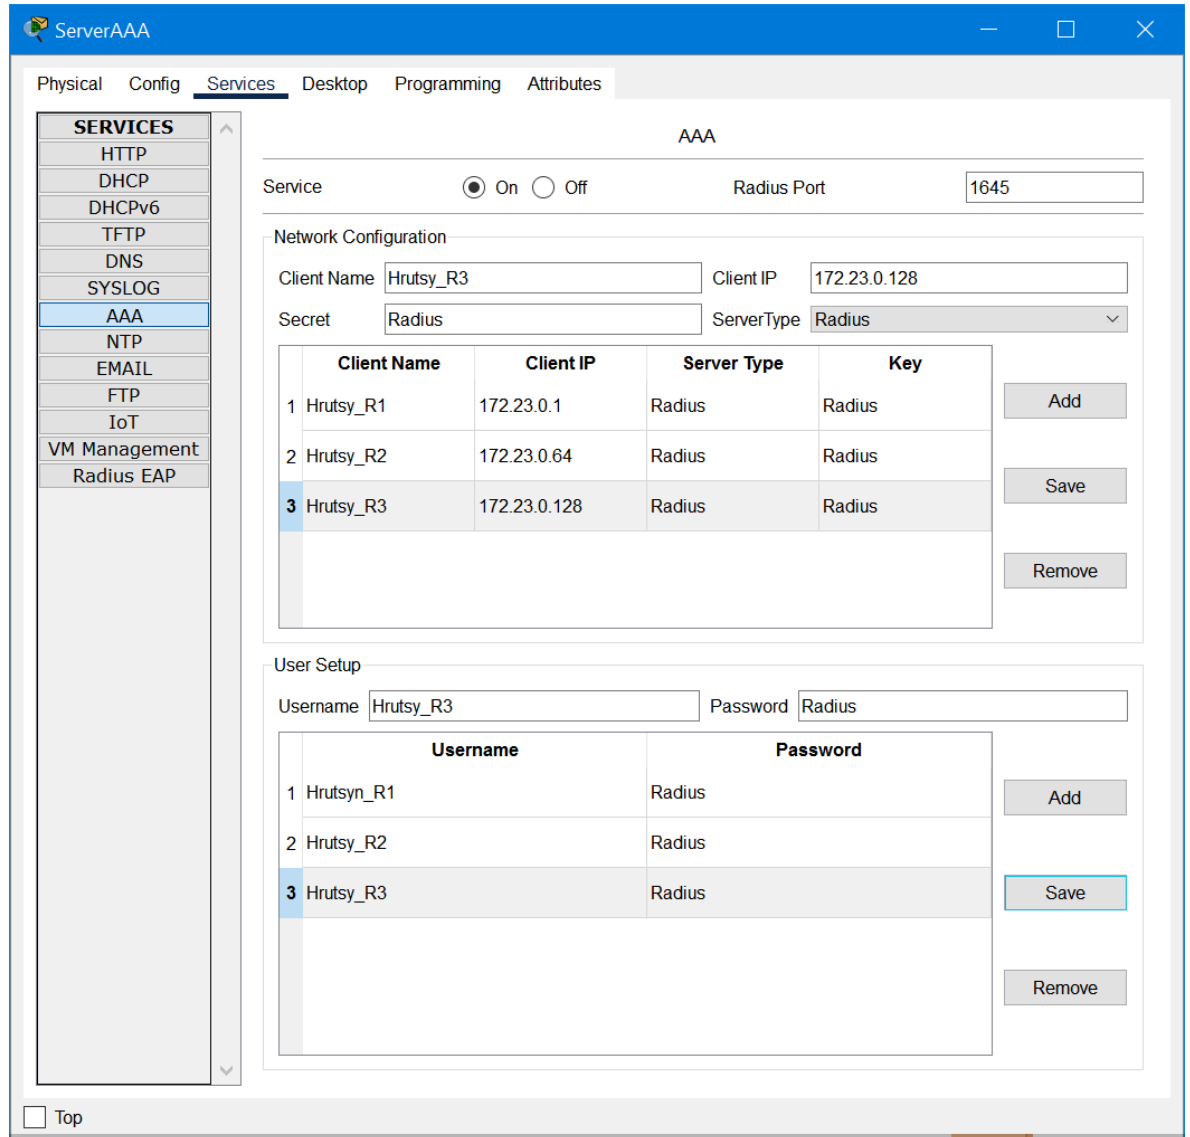 ServerAAA
Physical Config Services Desktop Programming Attributes
SERVICES
HTTP
DHCP
DHCPv6
TFTP
DNS
SYSLOG
AAA
NTP
EMAIL
FTP
IoT
VM Management
Radius EAP
AAA
Service On Off Radius Port 1645
Network Configuration
Client Name Hrutsy_R3 Client IP 172.23.0.128
Secret Radius ServerType Radius
Client Name Client IP Server Type Key
1 Hrutsy_R1 172.23.0.1 Radius Radius
2 Hrutsy_R2 172.23.0.64 Radius Radius
3 Hrutsy_R3 172.23.0.128 Radius Radius
Add
Save
Remove
User Setup
Username Hrutsy_R3 Password Radius
Username Password
1 Hrutsyn_R1 Radius
2 Hrutsy_R2 Radius
3 Hrutsy_R3 Radius
Add
Save
Remove
Top